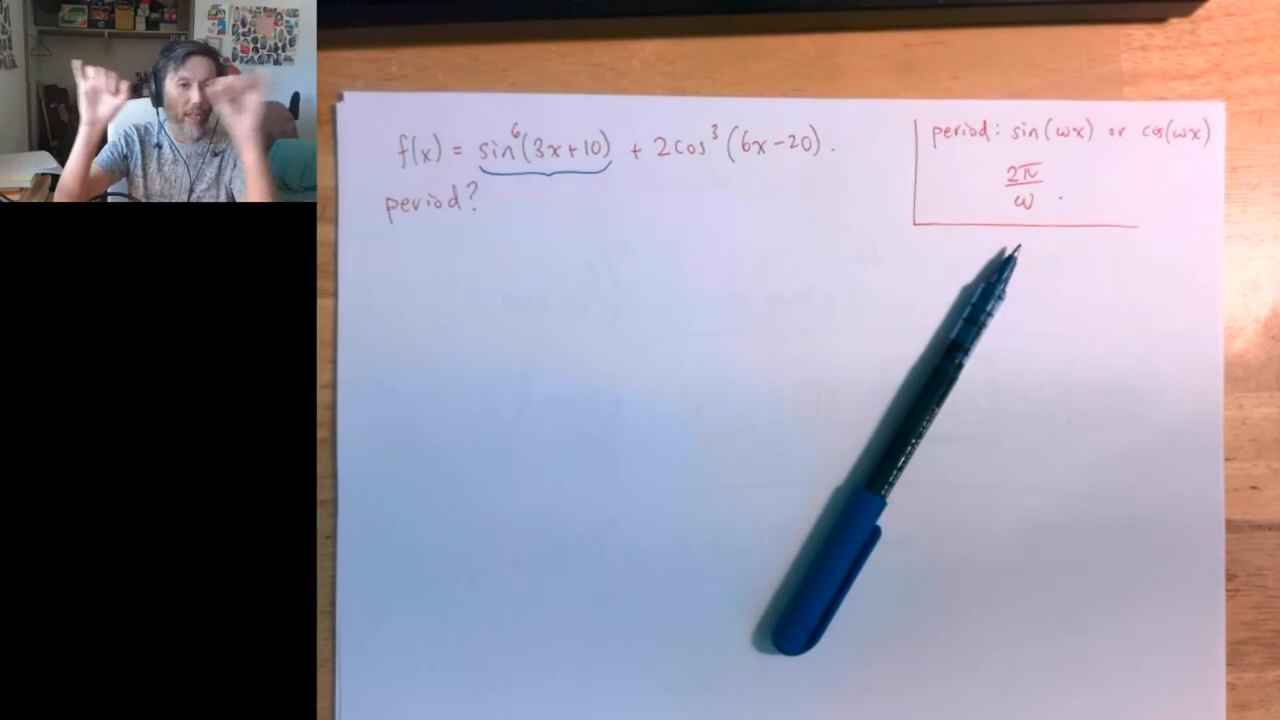 f(x) = sin⁶(3x+10) + 2cos³(6x-20).
period?
period: sin(ωx) or cos(ωx)
2π/ω.